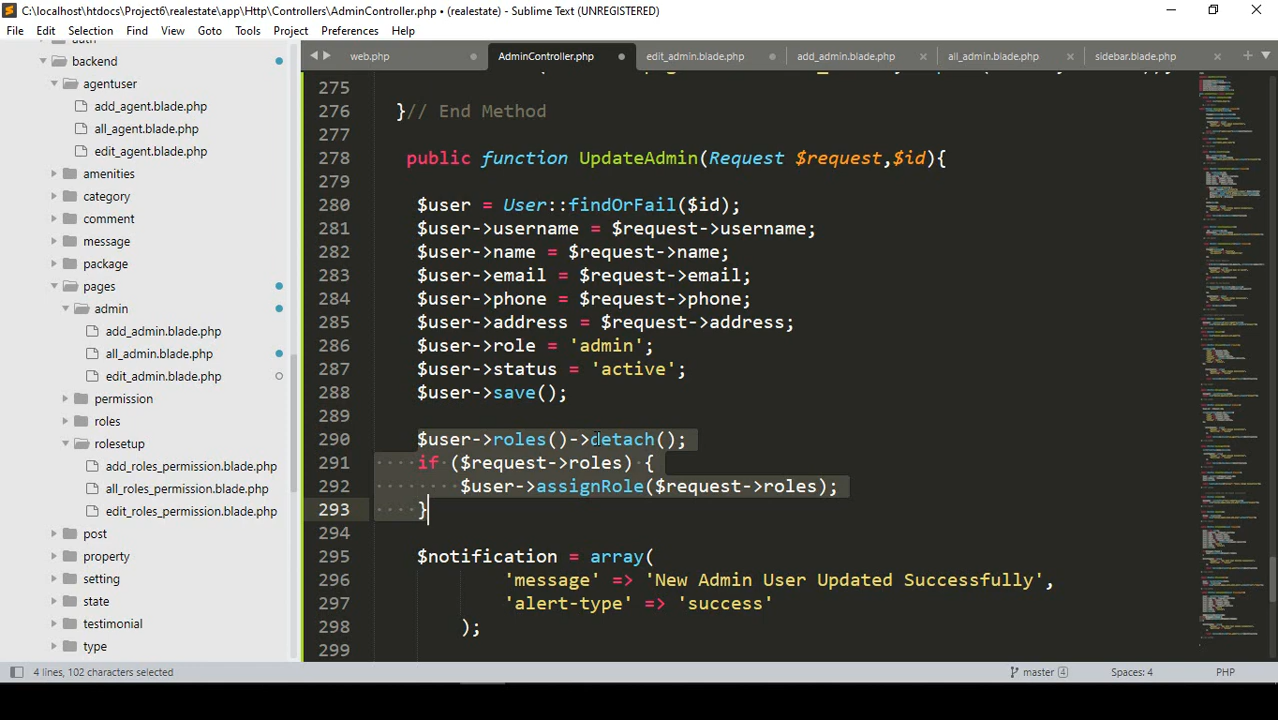 C:\localhost\htdocs\Project6\realestate\app\Http\Controllers\AdminController.php • (realestate) - Sublime Text (UNREGISTERED)
File Edit Selection Find View Goto Tools Project Preferences Help
web.php AdminController.php edit_admin.blade.php add_admin.blade.php all_admin.blade.php sidebar.blade.php
backend
agentuser
add_agent.blade.php
all_agent.blade.php
edit_agent.blade.php
amenities
category
comment
message
package
pages
admin
add_admin.blade.php
all_admin.blade.php
edit_admin.blade.php
permission
roles
rolesetup
add_roles_permission.blade.php
all_roles_permission.blade.php
edit_roles_permission.blade.php
post
property
setting
state
testimonial
type
275
276 }// End Method
277
278 public function UpdateAdmin(Request $request,$id){
279
280 $user = User::findOrFail($id);
281 $user->username = $request->username;
282 $user->name = $request->name;
283 $user->email = $request->email;
284 $user->phone = $request->phone;
285 $user->address = $request->address;
286 $user->role = 'admin';
287 $user->status = 'active';
288 $user->save();
289
290 $user->roles()->detach();
291 if ($request->roles) {
292 $user->assignRole($request->roles);
293 }
294
295 $notification = array(
296 'message' => 'New Admin User Updated Successfully',
297 'alert-type' => 'success'
298 );
299
4 lines, 102 characters selected master 4 Spaces: 4 PHP